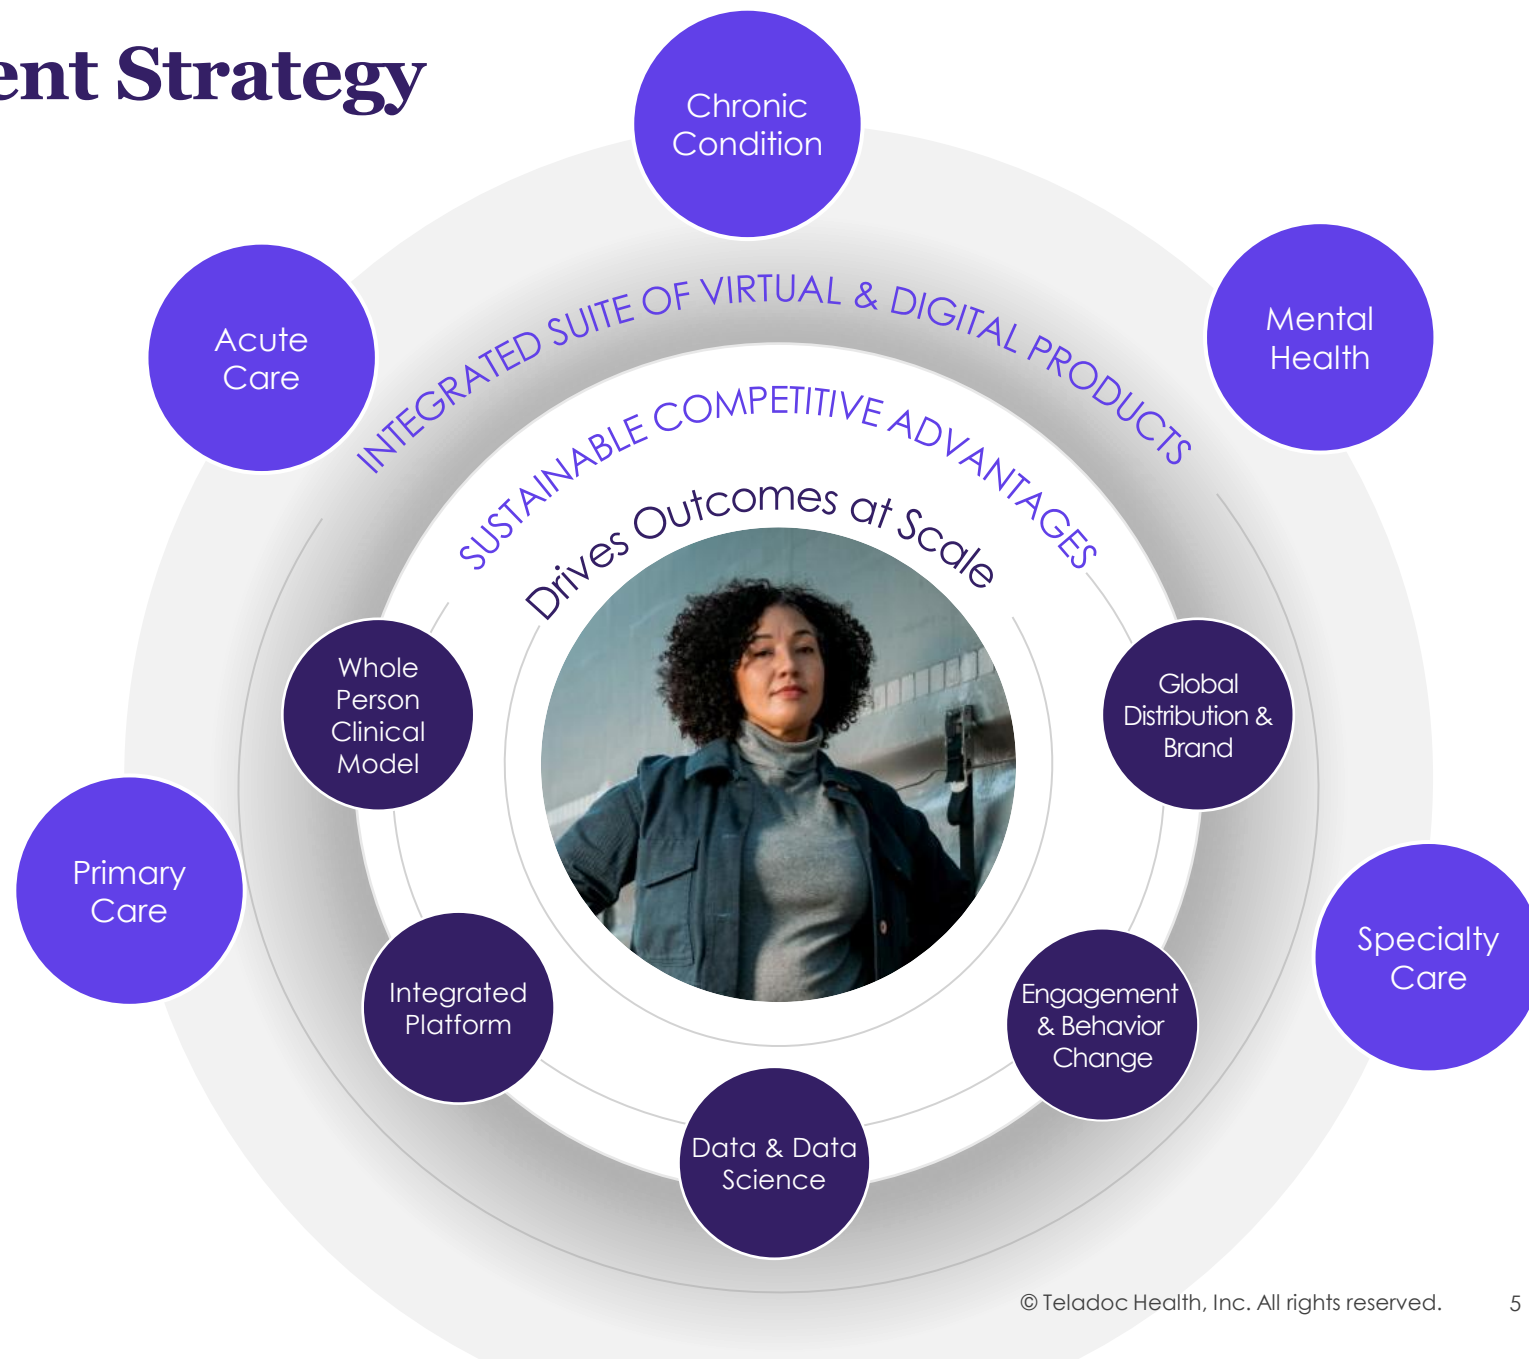 ent Strategy
Chronic
Condition
Acute
Care
Mental
Health
INTEGRATED SUITE OF VIRTUAL & DIGITAL PRODUCTS
SUSTAINABLE COMPETITIVE ADVANTAGES
Drives Outcomes at Scale
Whole
Person
Clinical
Model
Global
Distribution &
Brand
Primary
Care
Specialty
Care
Integrated
Platform
Engagement
& Behavior
Change
Data & Data
Science
© Teladoc Health, Inc. All rights reserved.
5